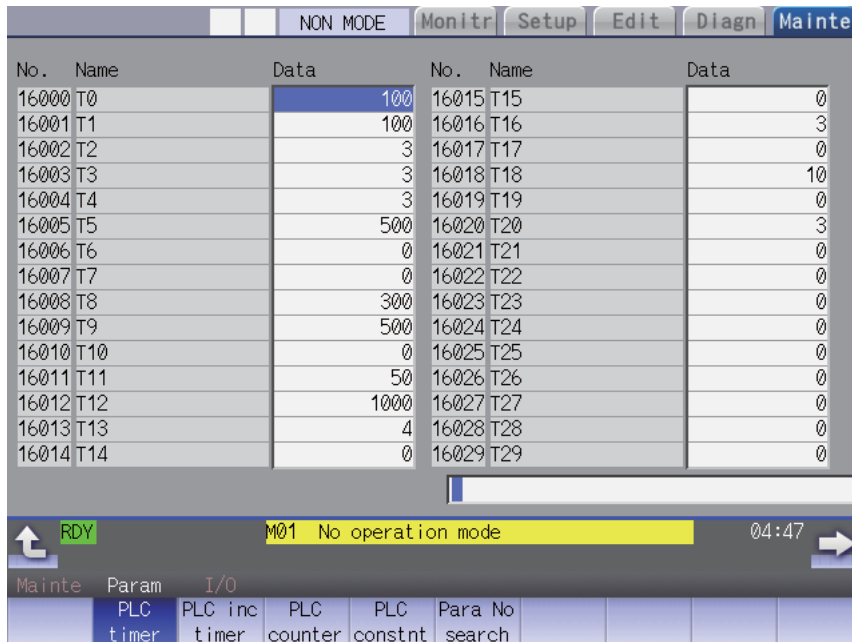 NON MODE Monitr Setup Edit Diagn Mainte
No. Name Data No. Name Data
16000 T0 100 16015 T15 0
16001 T1 100 16016 T16 3
16002 T2 3 16017 T17 0
16003 T3 3 16018 T18 10
16004 T4 3 16019 T19 0
16005 T5 500 16020 T20 3
16006 T6 0 16021 T21 0
16007 T7 0 16022 T22 0
16008 T8 300 16023 T23 0
16009 T9 500 16024 T24 0
16010 T10 0 16025 T25 0
16011 T11 50 16026 T26 0
16012 T12 1000 16027 T27 0
16013 T13 4 16028 T28 0
16014 T14 0 16029 T29 0
RDY M01 No operation mode 04:47
Mainte Param I/O
PLC PLC inc PLC PLC Para No
timer timer counter constnt search